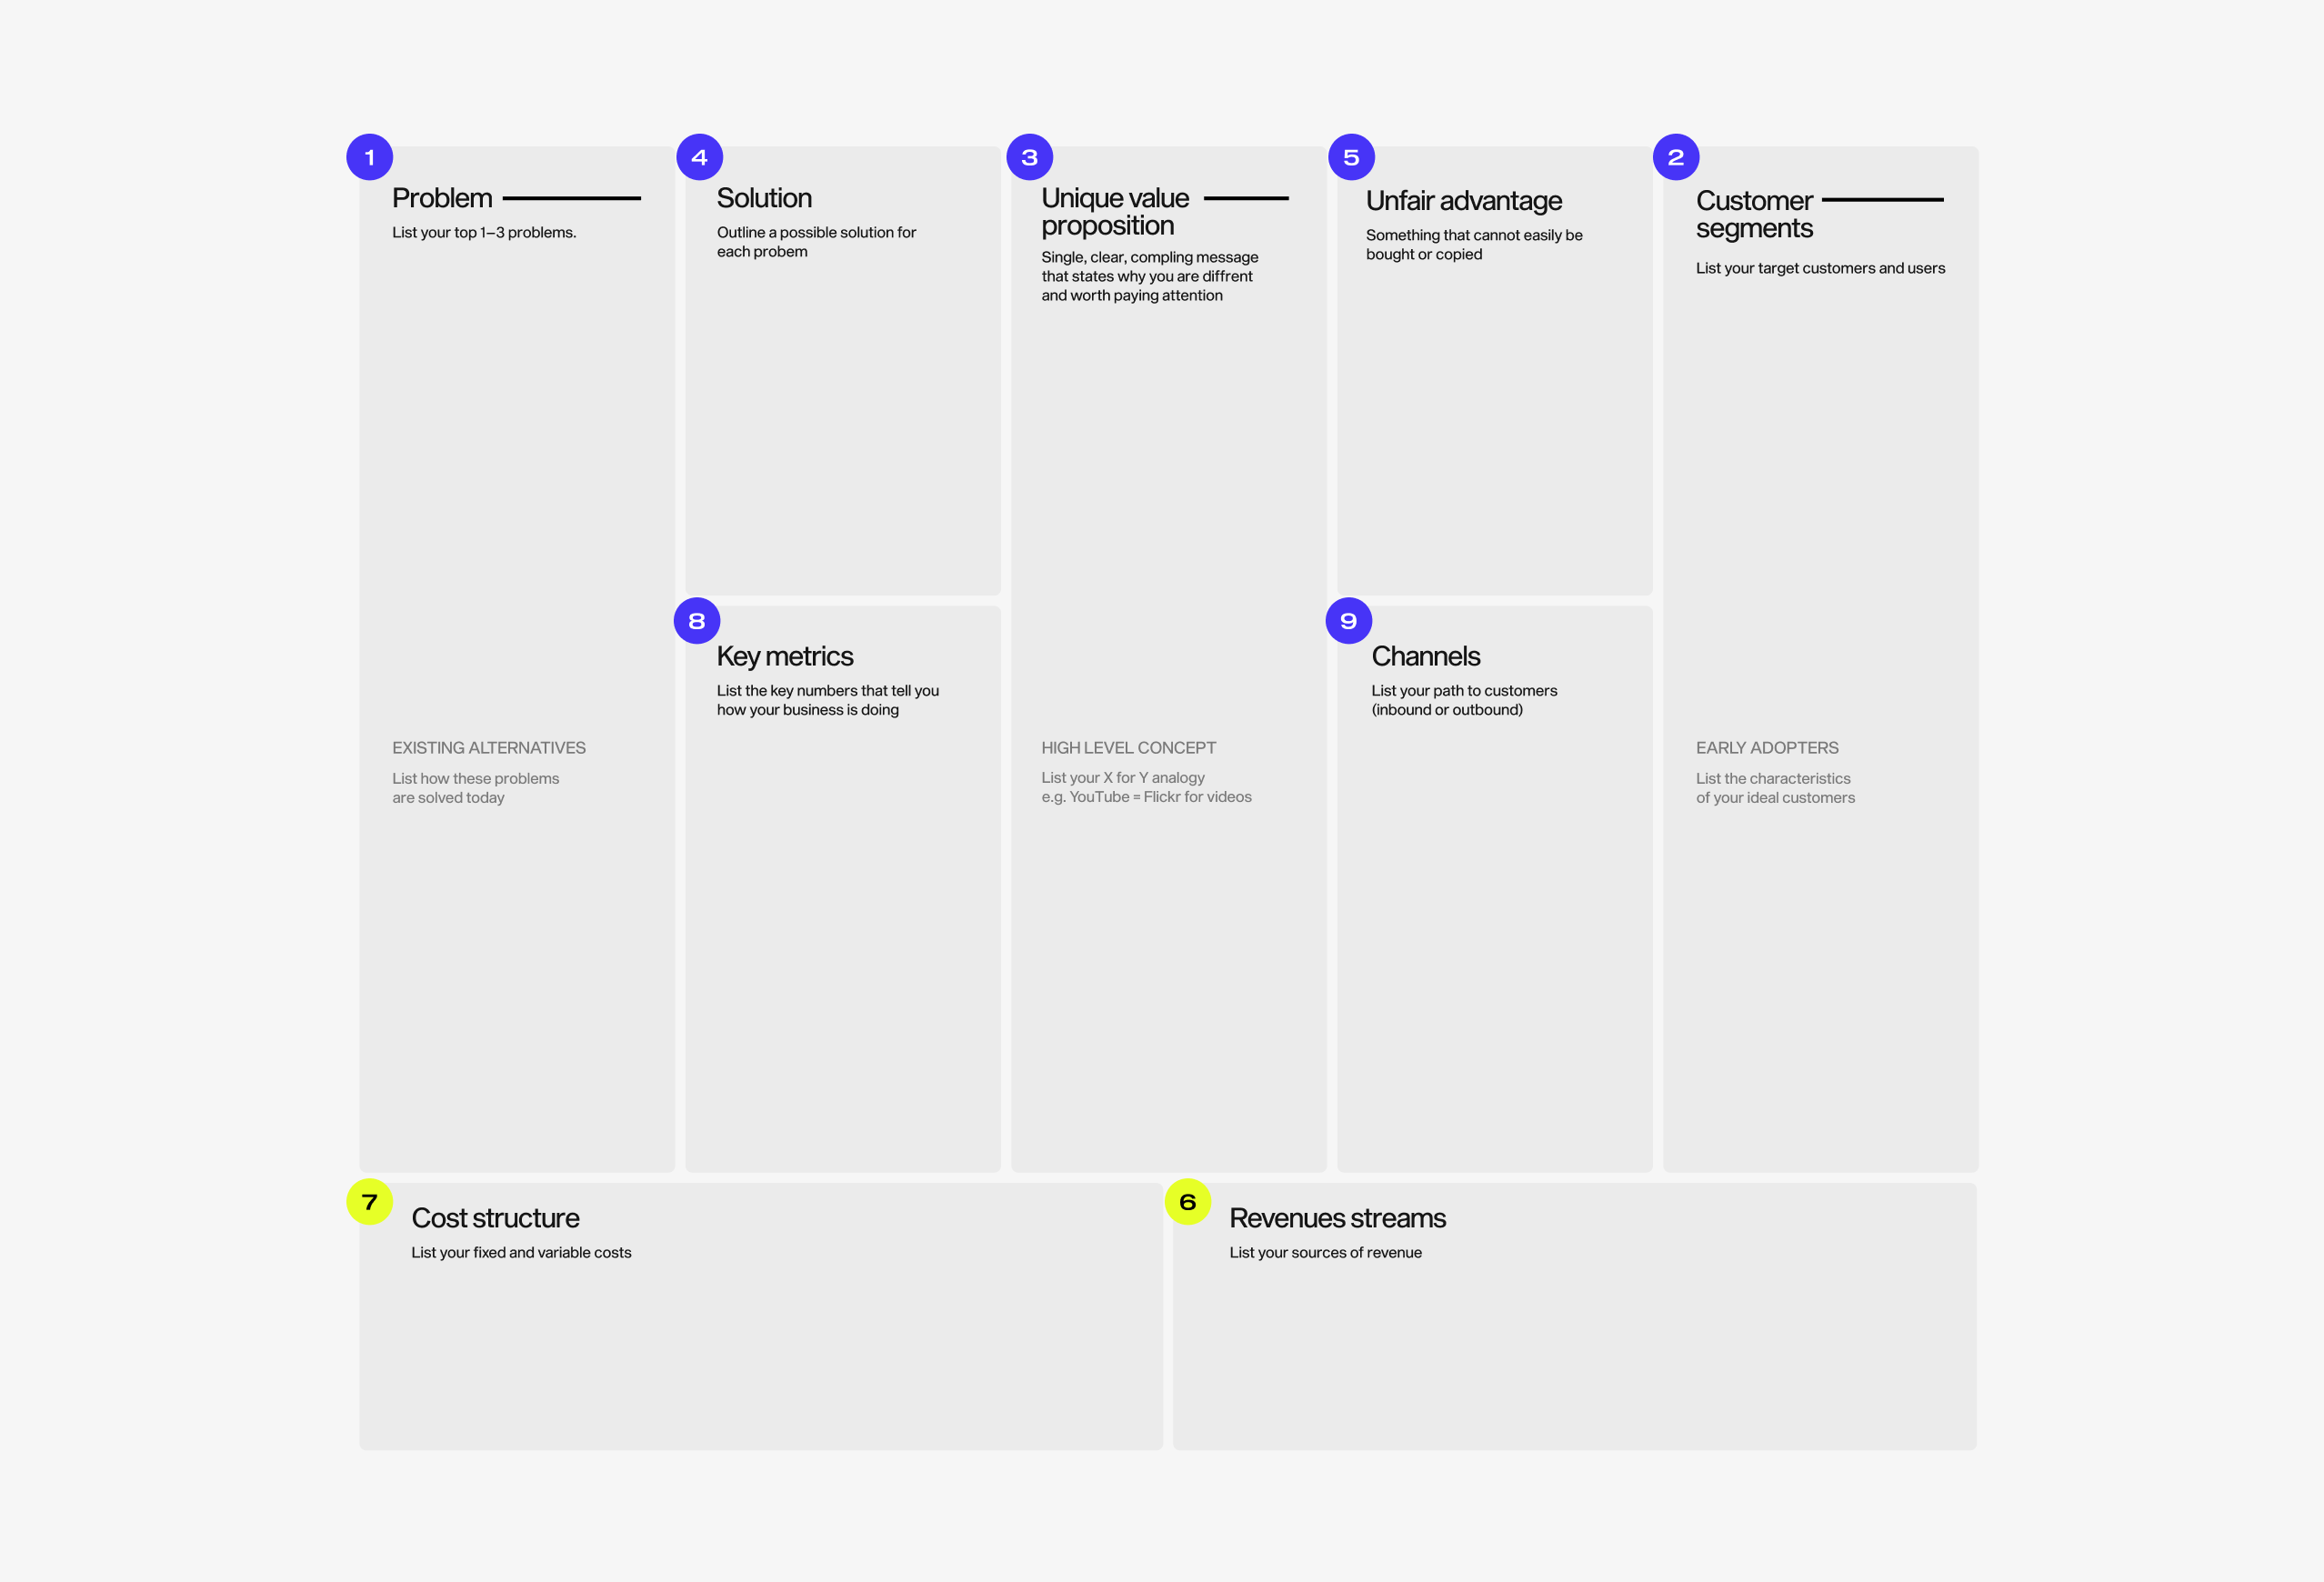 1
Problem
List your top 1–3 problems.
EXISTING ALTERNATIVES
List how these problems
are solved today
4
Solution
Outline a possible solution for
each probem
8
Key metrics
List the key numbers that tell you
how your business is doing
3
Unique value
proposition
Single, clear, compling message
that states why you are diffrent
and worth paying attention
HIGH LEVEL CONCEPT
List your X for Y analogy
e.g. YouTube = Flickr for videos
5
Unfair advantage
Something that cannot easily be
bought or copied
9
Channels
List your path to customers
(inbound or outbound)
2
Customer
segments
List your target customers and users
EARLY ADOPTERS
List the characteristics
of your ideal customers
7
Cost structure
List your fixed and variable costs
6
Revenues streams
List your sources of revenue